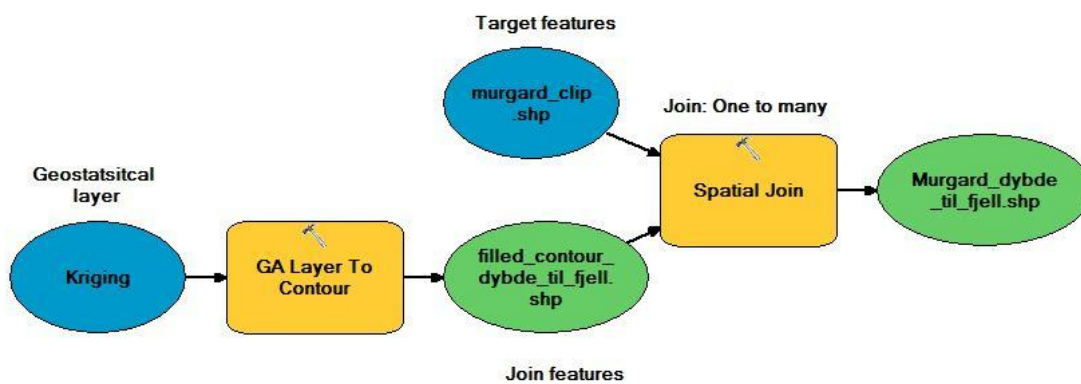 Target features
murgard_clip
.shp
Join: One to many
Spatial Join
Murgard_dybde
_til_fjell.shp
Geostatsitcal
layer
Kriging
GA Layer To
Contour
filled_contour_
dybde_til_fjell.
shp
Join features